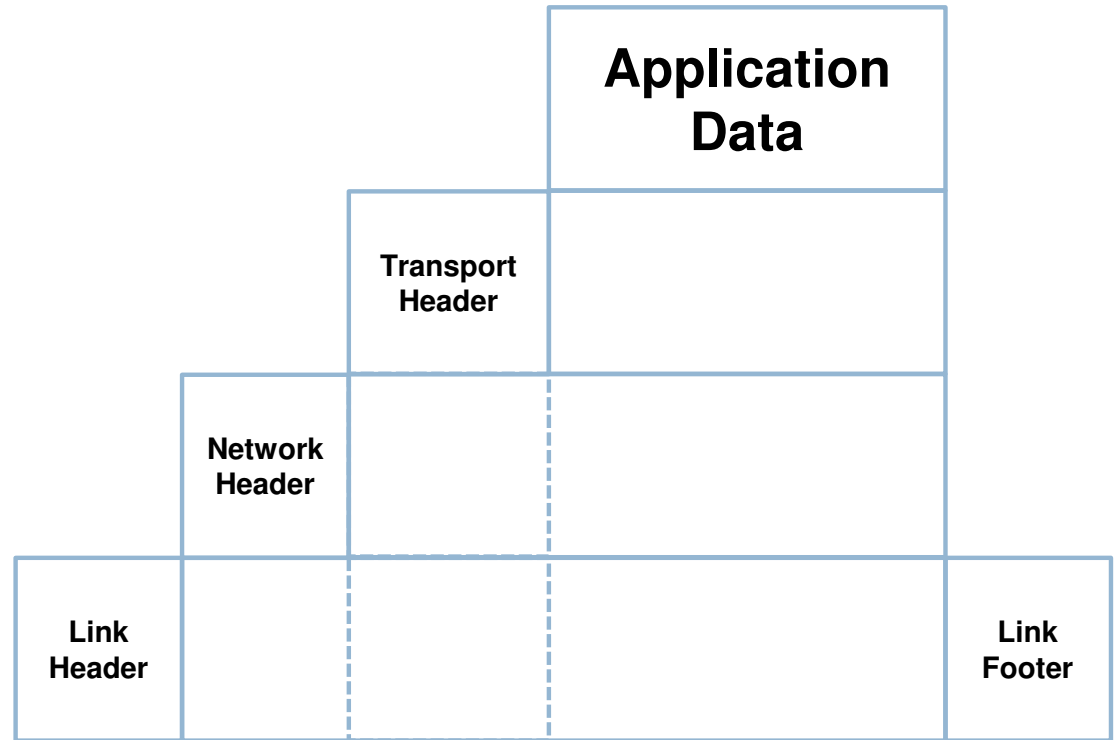 Application
Data
Transport
Header
Network
Header
Link
Header
Link
Footer